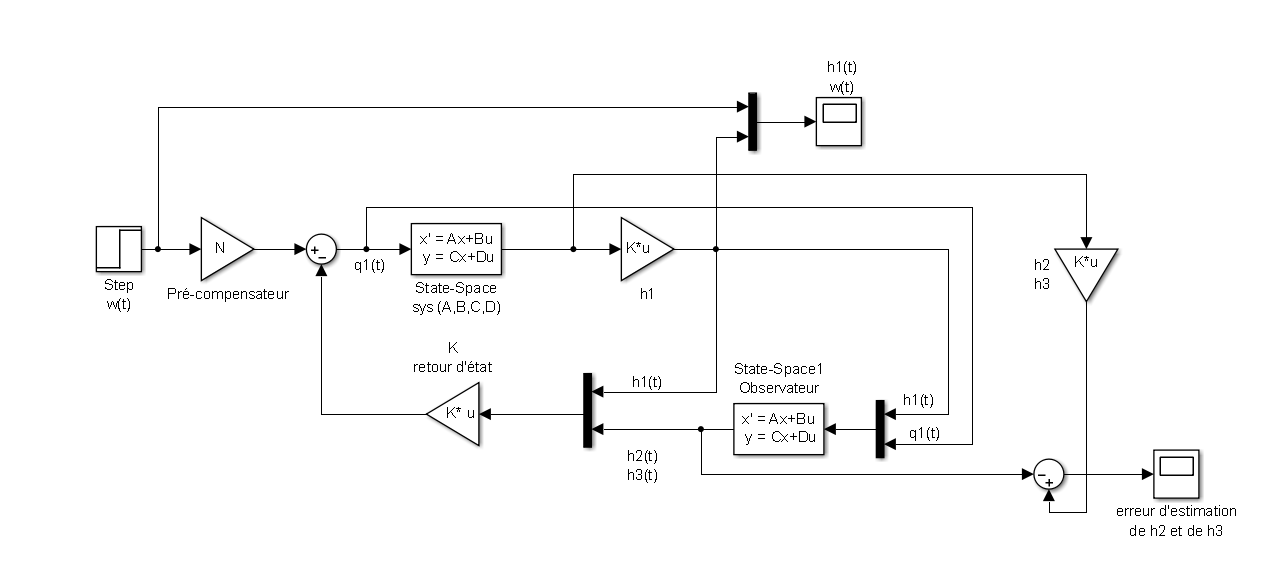 h1(t)
w(t)
Step
w(t)
N
Pré-compensateur
+
−
q1(t)
x' = Ax+Bu
y = Cx+Du
State-Space
sys (A,B,C,D)
K*u
h1
h2
h3
K*u
K
retour d'état
K* u
h1(t)
h2(t)
h3(t)
State-Space1
Observateur
x' = Ax+Bu
y = Cx+Du
h1(t)
q1(t)
−
+
erreur d'estimation
de h2 et de h3